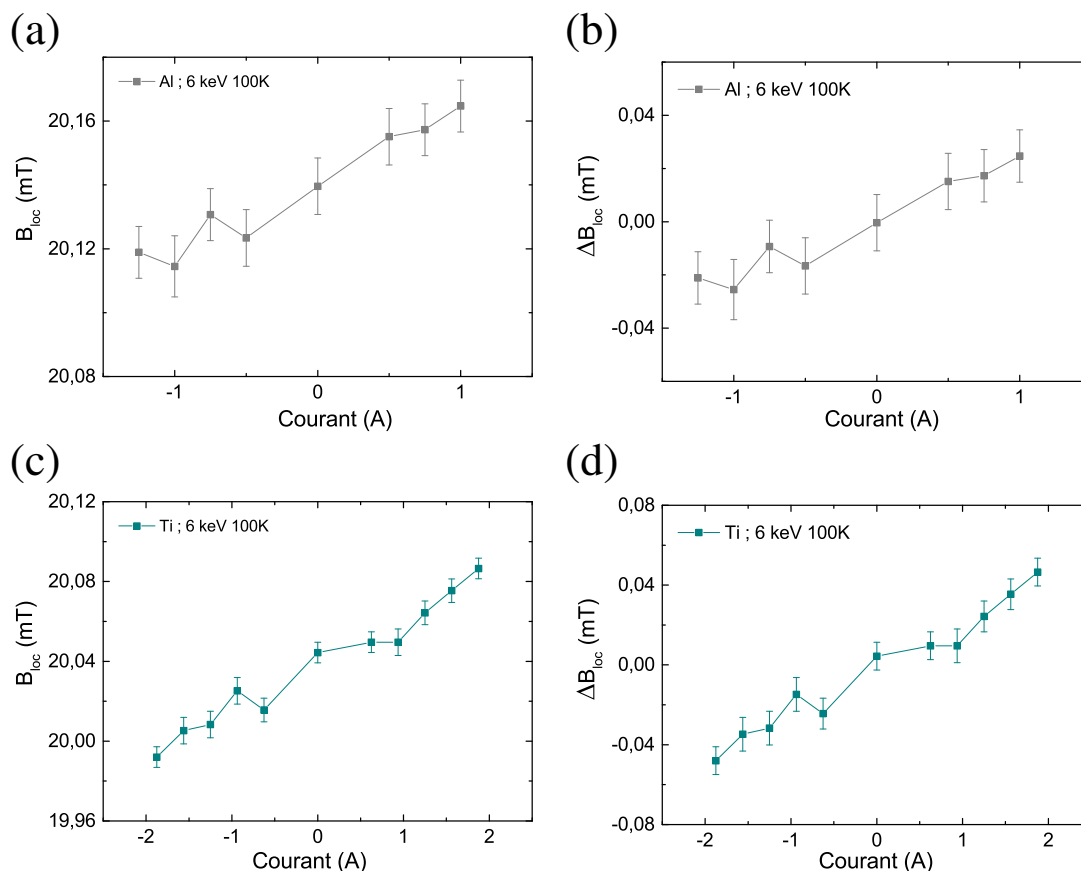 (a)
Al ; 6 keV 100K
20,16
20,12
20,08
B_loc (mT)
-1 0 1
Courant (A)
(b)
Al ; 6 keV 100K
0,04
0,00
-0,04
ΔB_loc (mT)
-1 0 1
Courant (A)
(c)
Ti ; 6 keV 100K
20,12
20,08
20,04
20,00
19,96
B_loc (mT)
-2 -1 0 1 2
Courant (A)
(d)
Ti ; 6 keV 100K
0,08
0,04
0,00
-0,04
-0,08
ΔB_loc (mT)
-2 -1 0 1 2
Courant (A)